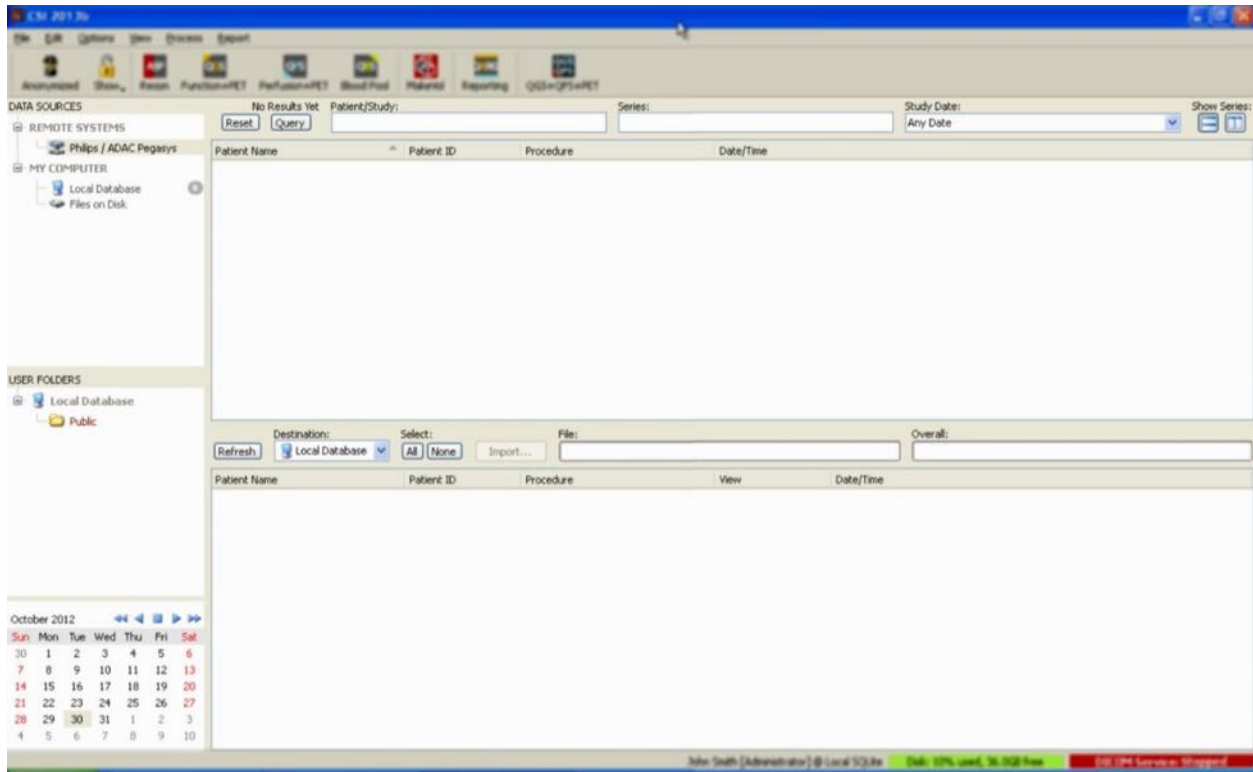 CSI 2013b
File Edit Options View Process Report
Anonymized Show... Recon Function+PET Perfusion+PET Blood Pool Reporting QGS+QPS+PET
DATA SOURCES No Results Yet Patient/Study: Series: Study Date: Show Series:
REMOTE SYSTEMS Reset Query Any Date
Philips / ADAC Pegasys Patient Name Patient ID Procedure Date/Time
MY COMPUTER
Local Database
Files on Disk
USER FOLDERS
Local Database
Public
Destination: Select: File: Overall:
Refresh Local Database All None Import...
Patient Name Patient ID Procedure View Date/Time
October 2012
Sun Mon Tue Wed Thu Fri Sat
30 1 2 3 4 5 6
7 8 9 10 11 12 13
14 15 16 17 18 19 20
21 22 23 24 25 26 27
28 29 30 31 1 2 3
4 5 6 7 8 9 10
John Smith [Administrator] @ Local SQLite Disk: 10% used, 36.0GB free DICOM Service: Stopped